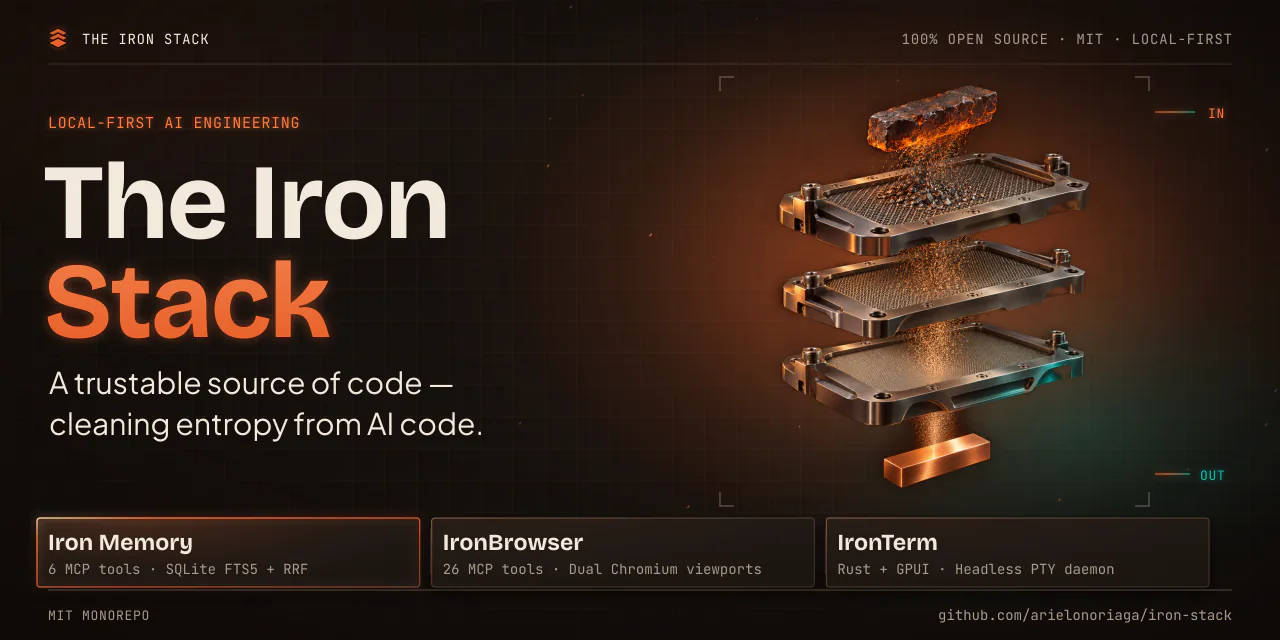 THE IRON STACK
100% OPEN SOURCE · MIT · LOCAL-FIRST
LOCAL-FIRST AI ENGINEERING
The Iron
Stack
A trustable source of code —
cleaning entropy from AI code.
IN
OUT
Iron Memory
6 MCP tools · SQLite FTS5 + RRF
IronBrowser
26 MCP tools · Dual Chromium viewports
IronTerm
Rust + GPUI · Headless PTY daemon
MIT MONOREPO
github.com/arielonoriaga/iron-stack